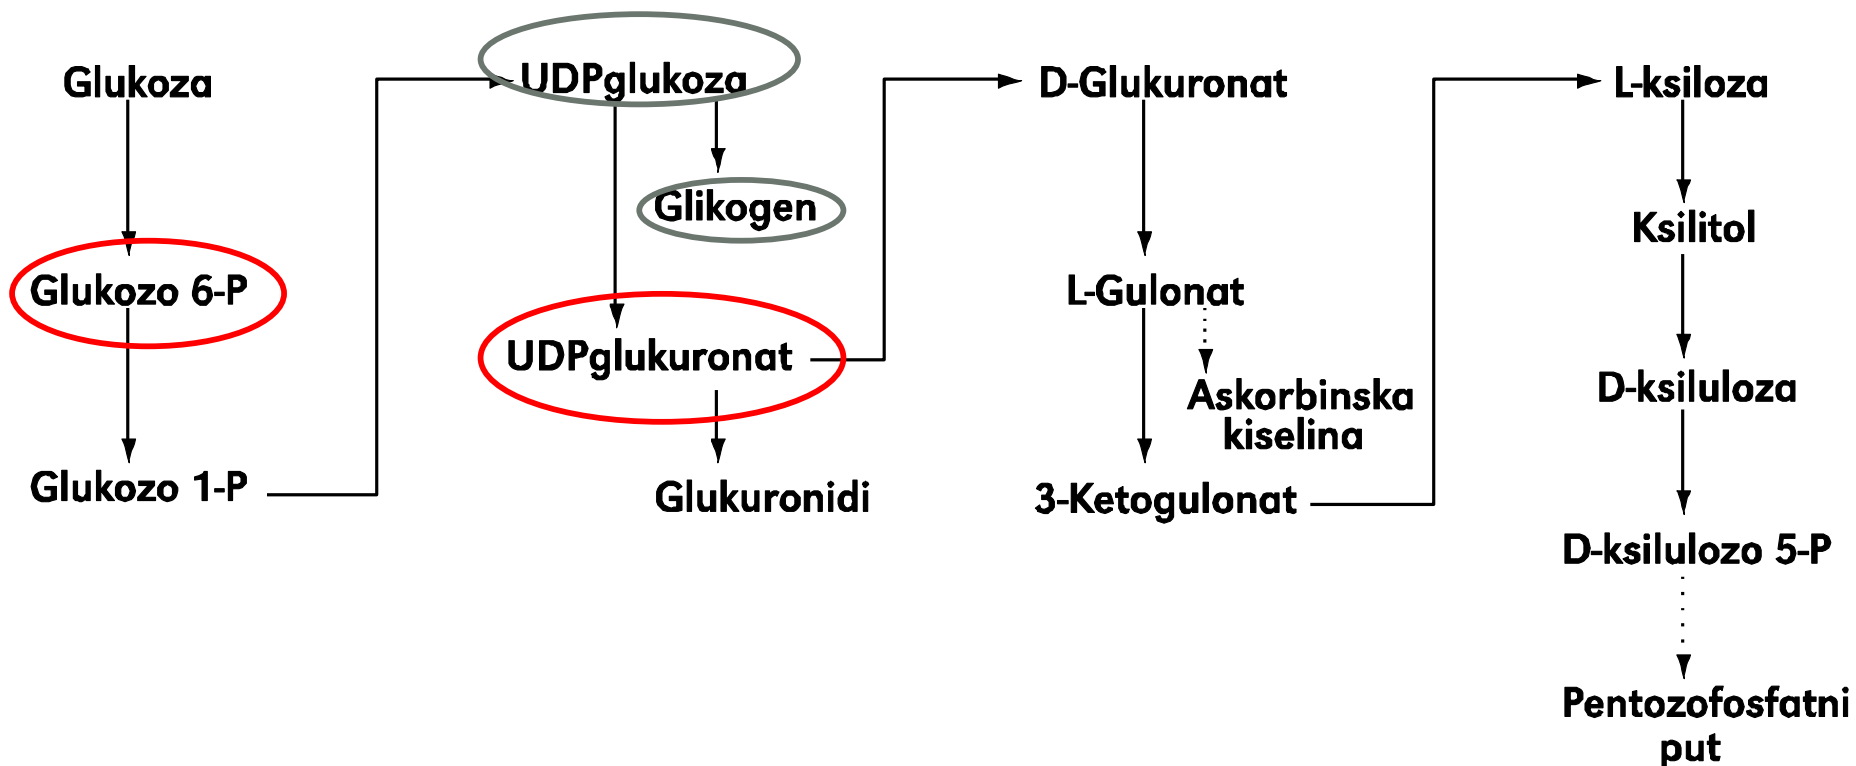 Glukoza
Glukozo 6-P
Glukozo 1-P
UDPglukoza
Glikogen
UDPglukuronat
Glukuronidi
D-Glukuronat
L-Gulonat
Askorbinska
kiselina
3-Ketogulonat
L-ksiloza
Ksilitol
D-ksiluloza
D-ksilulozo 5-P
Pentozofosfatni
put